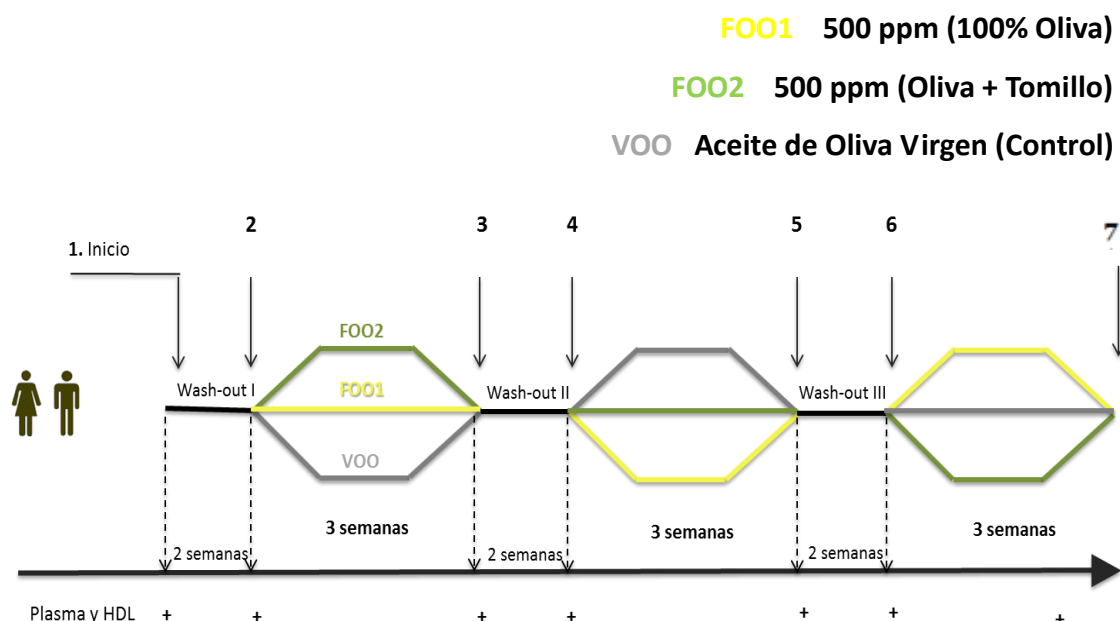 FOO1 500 ppm (100% Oliva)
FOO2 500 ppm (Oliva + Tomillo)
VOO Aceite de Oliva Virgen (Control)
2 3 4 5 6 7
1. Inicio
FOO2
Wash-out I FOO1 Wash-out II Wash-out III
VOO
3 semanas 3 semanas 3 semanas
2 semanas 2 semanas 2 semanas
Plasma y HDL + + + + + + +